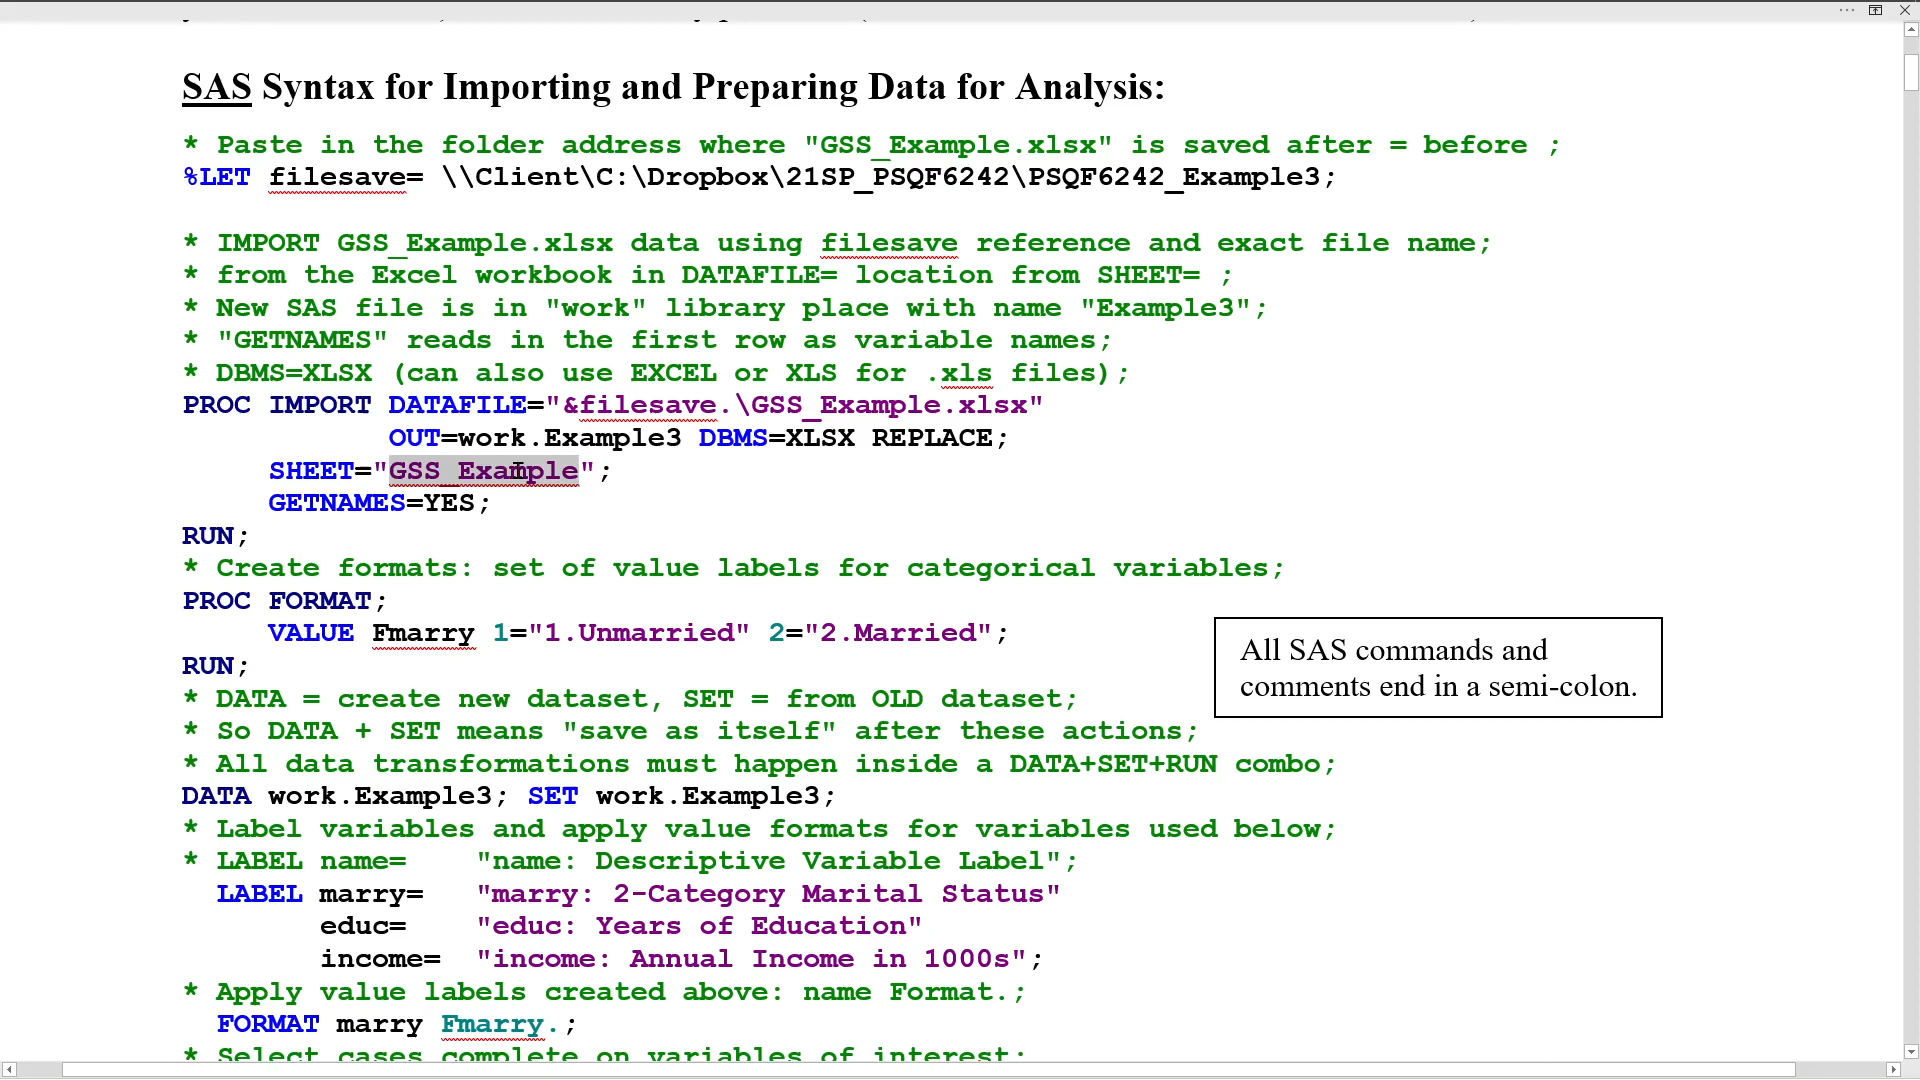 SAS Syntax for Importing and Preparing Data for Analysis:
* Paste in the folder address where "GSS_Example.xlsx" is saved after = before ;
%LET filesave= \\Client\C:\Dropbox\21SP_PSQF6242\PSQF6242_Example3;
* IMPORT GSS_Example.xlsx data using filesave reference and exact file name;
* from the Excel workbook in DATAFILE= location from SHEET= ;
* New SAS file is in "work" library place with name "Example3";
* "GETNAMES" reads in the first row as variable names;
* DBMS=XLSX (can also use EXCEL or XLS for .xls files);
PROC IMPORT DATAFILE="&filesave.\GSS_Example.xlsx"
OUT=work.Example3 DBMS=XLSX REPLACE;
SHEET="GSS_Example";
GETNAMES=YES;
RUN;
* Create formats: set of value labels for categorical variables;
PROC FORMAT;
VALUE Fmarry 1="1.Unmarried" 2="2.Married";
RUN;
All SAS commands and
comments end in a semi-colon.
* DATA = create new dataset, SET = from OLD dataset;
* So DATA + SET means "save as itself" after these actions;
* All data transformations must happen inside a DATA+SET+RUN combo;
DATA work.Example3; SET work.Example3;
* Label variables and apply value formats for variables used below;
* LABEL name= "name: Descriptive Variable Label";
LABEL marry= "marry: 2-Category Marital Status"
educ= "educ: Years of Education"
income= "income: Annual Income in 1000s";
* Apply value labels created above: name Format.;
FORMAT marry Fmarry.;
* Select cases complete on variables of interest;